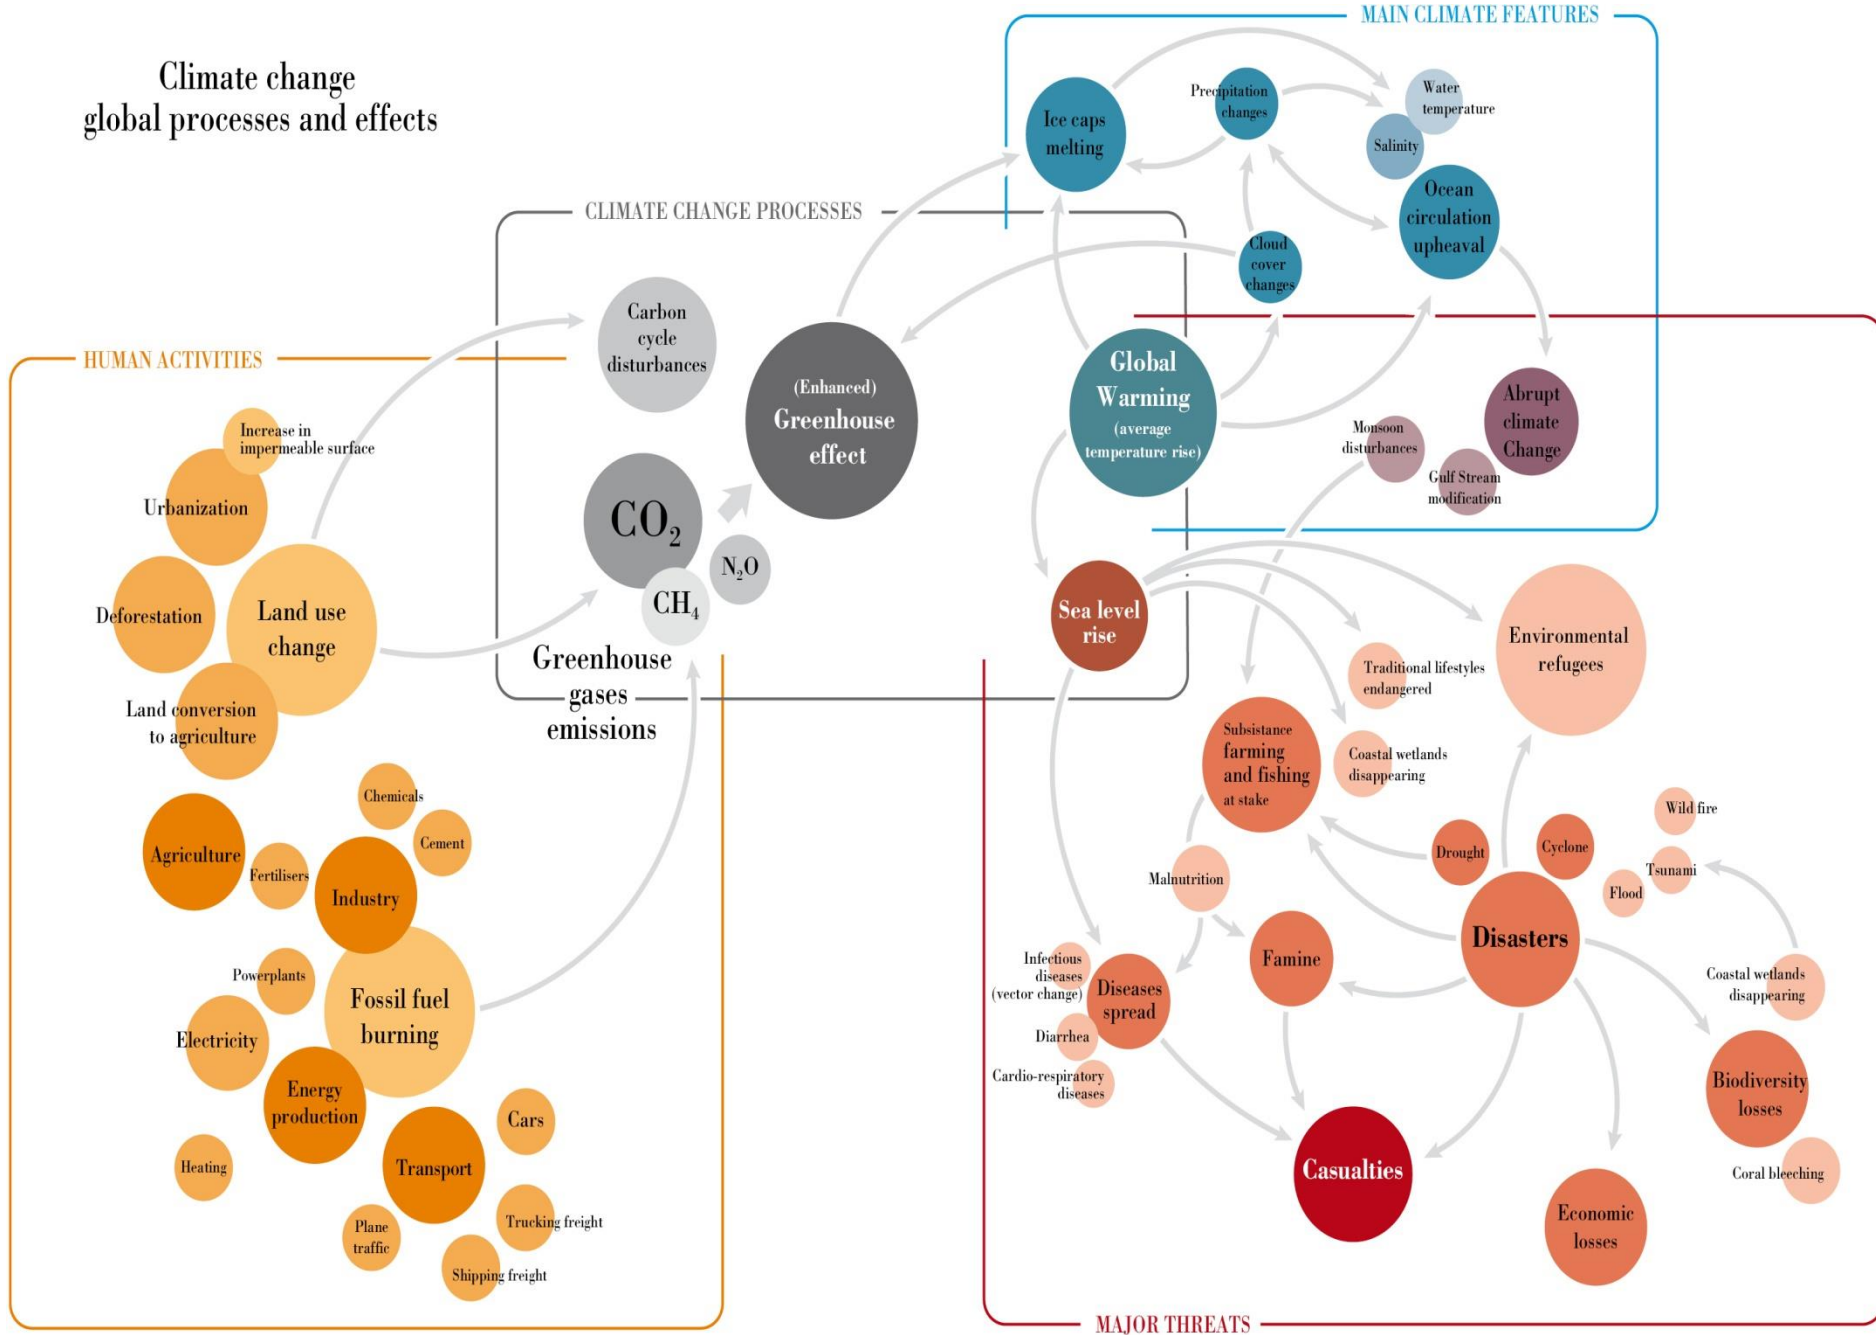 Climate change
global processes and effects
MAIN CLIMATE FEATURES
Ice caps
melting
Precipitation
changes
Water
temperature
Salinity
Ocean
circulation
upheaval
Cloud
cover
changes
CLIMATE CHANGE PROCESSES
Carbon
cycle
disturbances
(Enhanced)
Greenhouse
effect
Global
Warming
(average
temperature rise)
Abrupt
climate
Change
Monsoon
disturbances
Gulf Stream
modification
CO₂
N₂O
CH₄
Greenhouse
gases
emissions
Sea level
rise
HUMAN ACTIVITIES
Increase in
impermeable surface
Urbanization
Deforestation
Land use
change
Land conversion
to agriculture
Chemicals
Cement
Agriculture
Fertilisers
Industry
Powerplants
Fossil fuel
burning
Electricity
Energy
production
Cars
Heating
Transport
Plane
traffic
Trucking freight
Shipping freight
Environmental
refugees
Traditional lifestyles
endangered
Subsistance
farming
and fishing
at stake
Coastal wetlands
disappearing
Wild fire
Drought
Cyclone
Tsunami
Flood
Malnutrition
Disasters
Famine
Infectious
diseases
(vector change)
Diseases
spread
Diarrhea
Cardio-respiratory
diseases
Coastal wetlands
disappearing
Biodiversity
losses
Coral bleeching
Casualties
Economic
losses
MAJOR THREATS